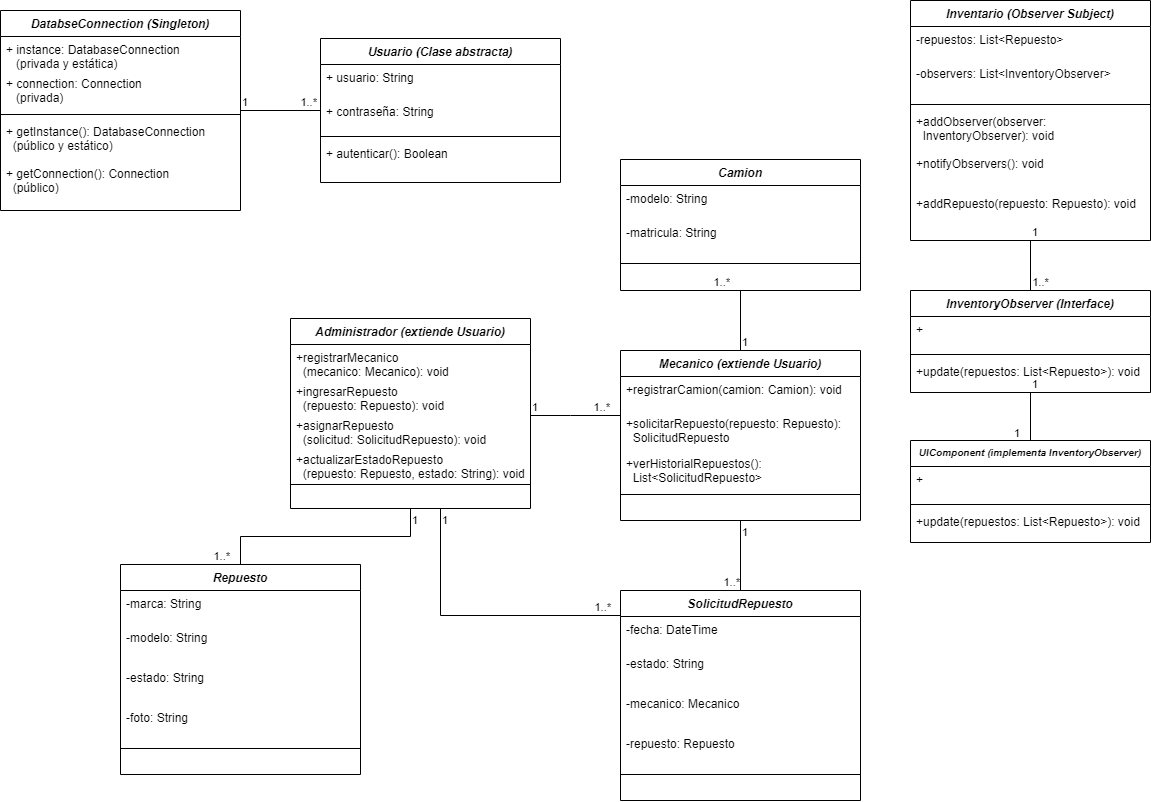 DatabseConnection (Singleton)
+ instance: DatabaseConnection
(privada y estática)
+ connection: Connection
(privada)
+ getInstance(): DatabaseConnection
(público y estático)
+ getConnection(): Connection
(público)
1
1..*
Usuario (Clase abstracta)
+ usuario: String
+ contraseña: String
+ autenticar(): Boolean
Inventario (Observer Subject)
-repuestos: List<Repuesto>
-observers: List<InventoryObserver>
+addObserver(observer:
InventoryObserver): void
+notifyObservers(): void
+addRepuesto(repuesto: Repuesto): void
1
1..*
InventoryObserver (Interface)
+
+update(repuestos: List<Repuesto>): void
1
1
UIComponent (implementa InventoryObserver)
+
+update(repuestos: List<Repuesto>): void
Camion
-modelo: String
-matricula: String
1..*
1
Mecanico (extiende Usuario)
+registrarCamion(camion: Camion): void
+solicitarRepuesto(repuesto: Repuesto):
SolicitudRepuesto
+verHistorialRepuestos():
List<SolicitudRepuesto>
1
1..*
Administrador (extiende Usuario)
+registrarMecanico
(mecanico: Mecanico): void
+ingresarRepuesto
(repuesto: Repuesto): void
+asignarRepuesto
(solicitud: SolicitudRepuesto): void
+actualizarEstadoRepuesto
(repuesto: Repuesto, estado: String): void
1
1..*
1
1
1..*
1..*
Repuesto
-marca: String
-modelo: String
-estado: String
-foto: String
SolicitudRepuesto
-fecha: DateTime
-estado: String
-mecanico: Mecanico
-repuesto: Repuesto